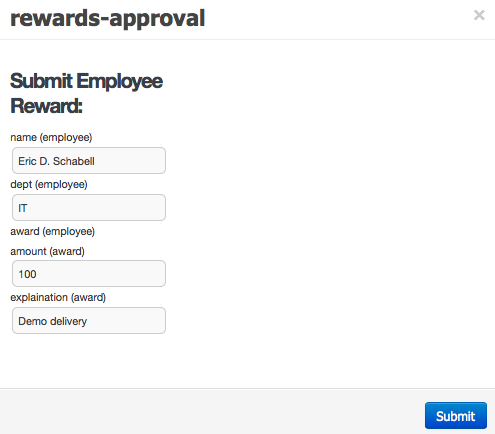 rewards-approval
×
Submit Employee
Reward:
name (employee)
Eric D. Schabell
dept (employee)
IT
award (employee)
amount (award)
100
explaination (award)
Demo delivery
Submit